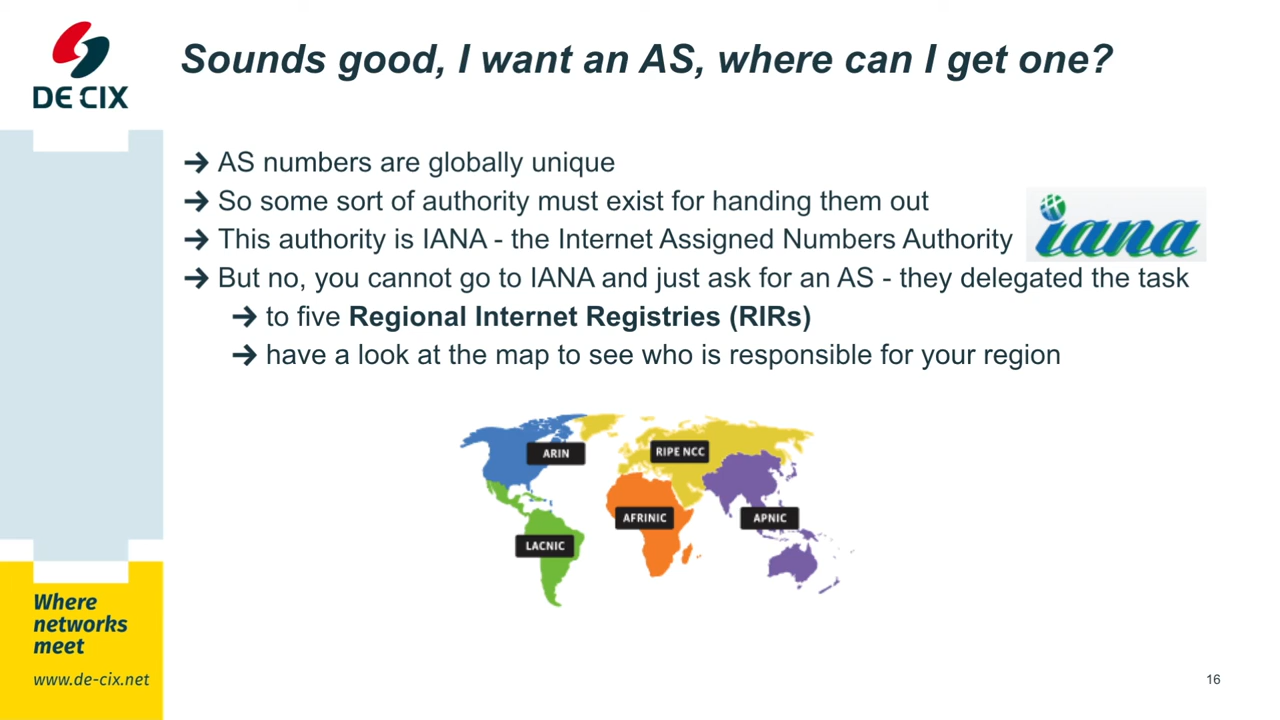 DE CIX
Sounds good, I want an AS, where can I get one?
→ AS numbers are globally unique
→ So some sort of authority must exist for handing them out
→ This authority is IANA - the Internet Assigned Numbers Authority
iana
→ But no, you cannot go to IANA and just ask for an AS - they delegated the task
→ to five Regional Internet Registries (RIRs)
→ have a look at the map to see who is responsible for your region
ARIN
RIPE NCC
AFRINIC
APNIC
LACNIC
Where
networks
meet
www.de-cix.net
16